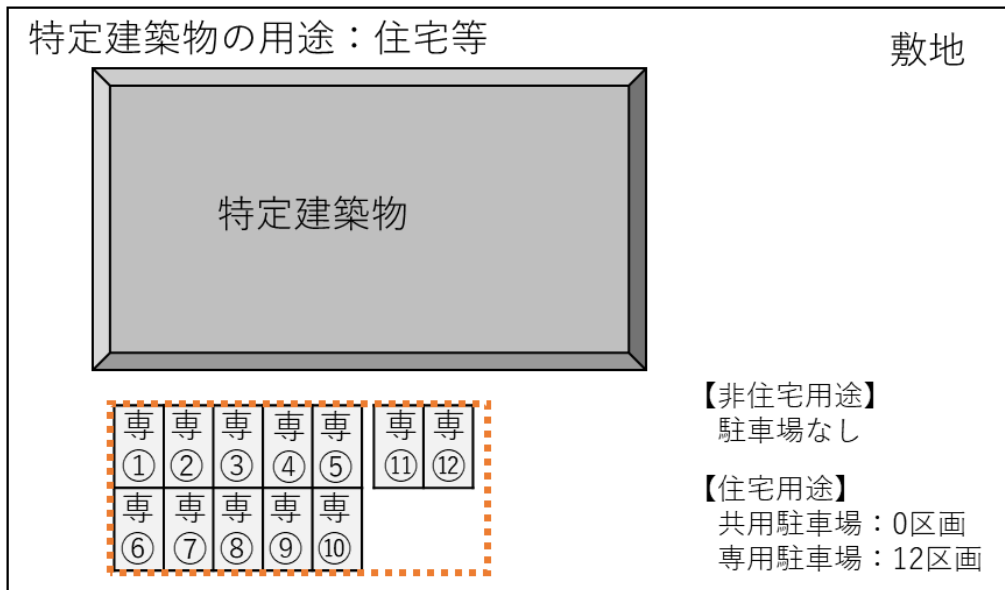 特定建築物の用途：住宅等
敷地
特定建築物
専 専 専 専 専 専 専
① ② ③ ④ ⑤ ⑪ ⑫
専 専 専 専 専
⑥ ⑦ ⑧ ⑨ ⑩
【非住宅用途】
駐車場なし
【住宅用途】
共用駐車場：0区画
専用駐車場：12区画